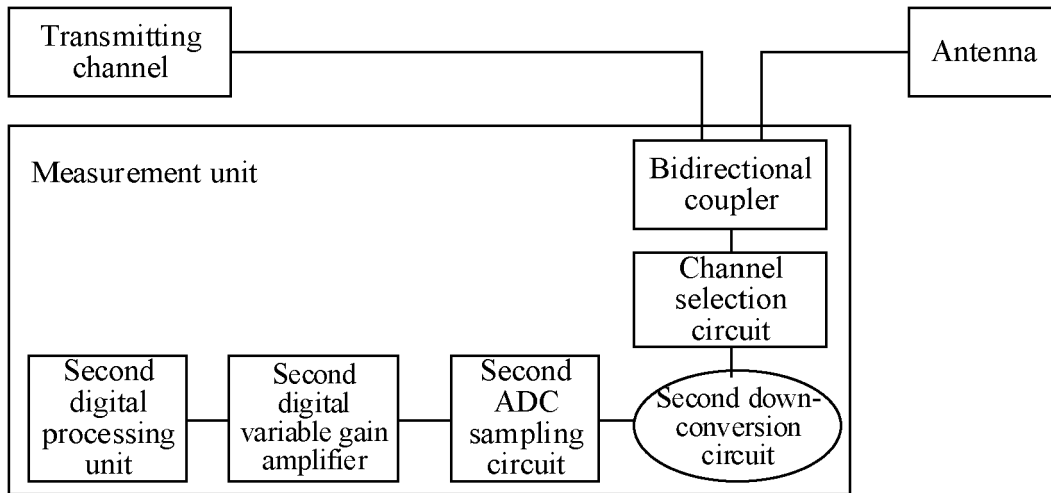 Transmitting
channel
Antenna
Measurement unit
Bidirectional
coupler
Channel
selection
circuit
Second
digital
processing
unit
Second
digital
variable gain
amplifier
Second
ADC
sampling
circuit
Second down-
conversion
circuit